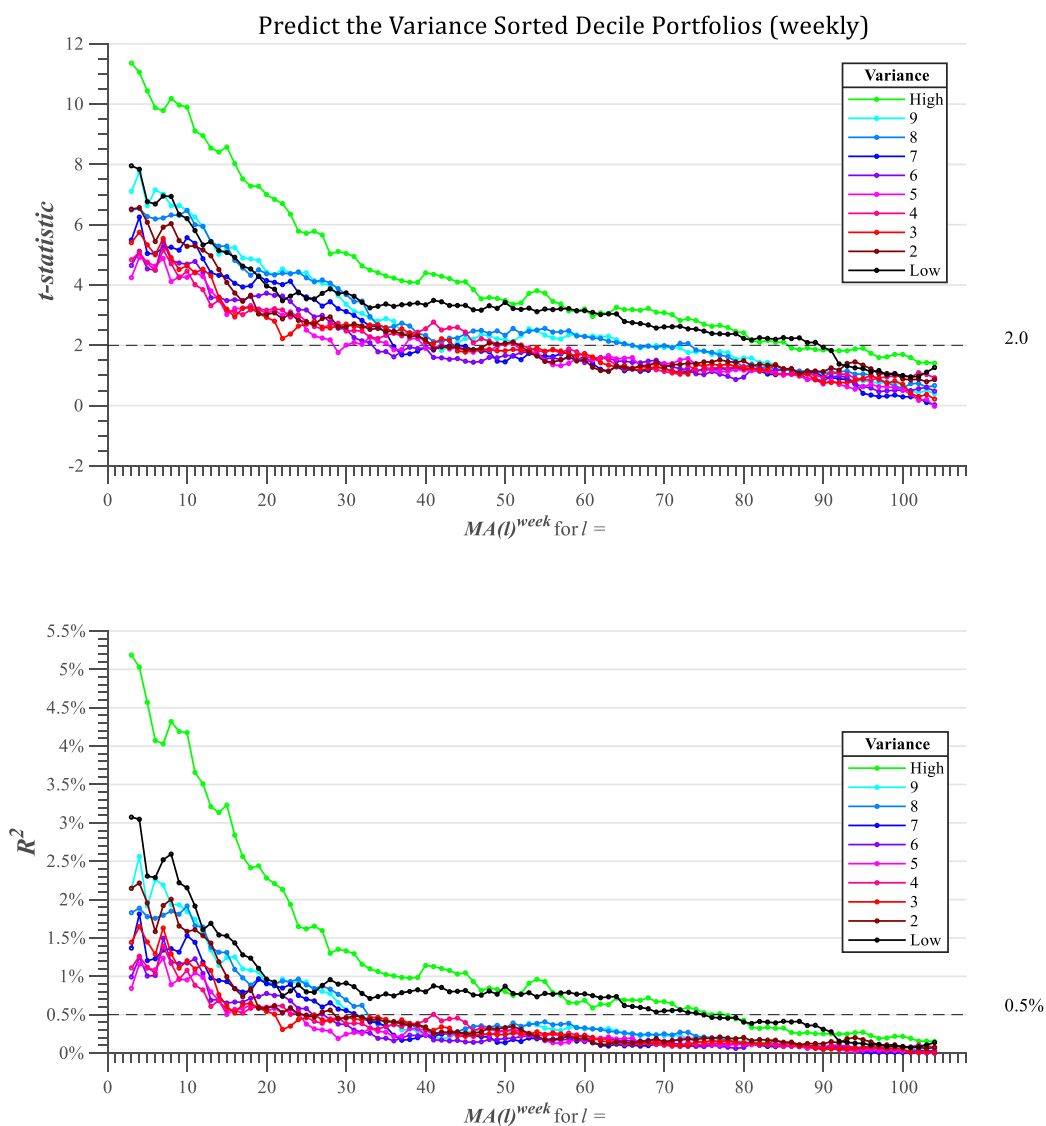 Predict the Variance Sorted Decile Portfolios (weekly)
12
10
8
6
4
2
0
-2
t-statistic
Variance
High
9
8
7
6
5
4
3
2
Low
2.0
0 10 20 30 40 50 60 70 80 90 100
MA(l)^week for l =
5.5%
5%
4.5%
4%
3.5%
3%
2.5%
2%
1.5%
1%
0.5%
0%
R^2
Variance
High
9
8
7
6
5
4
3
2
Low
0.5%
0 10 20 30 40 50 60 70 80 90 100
MA(l)^week for l =